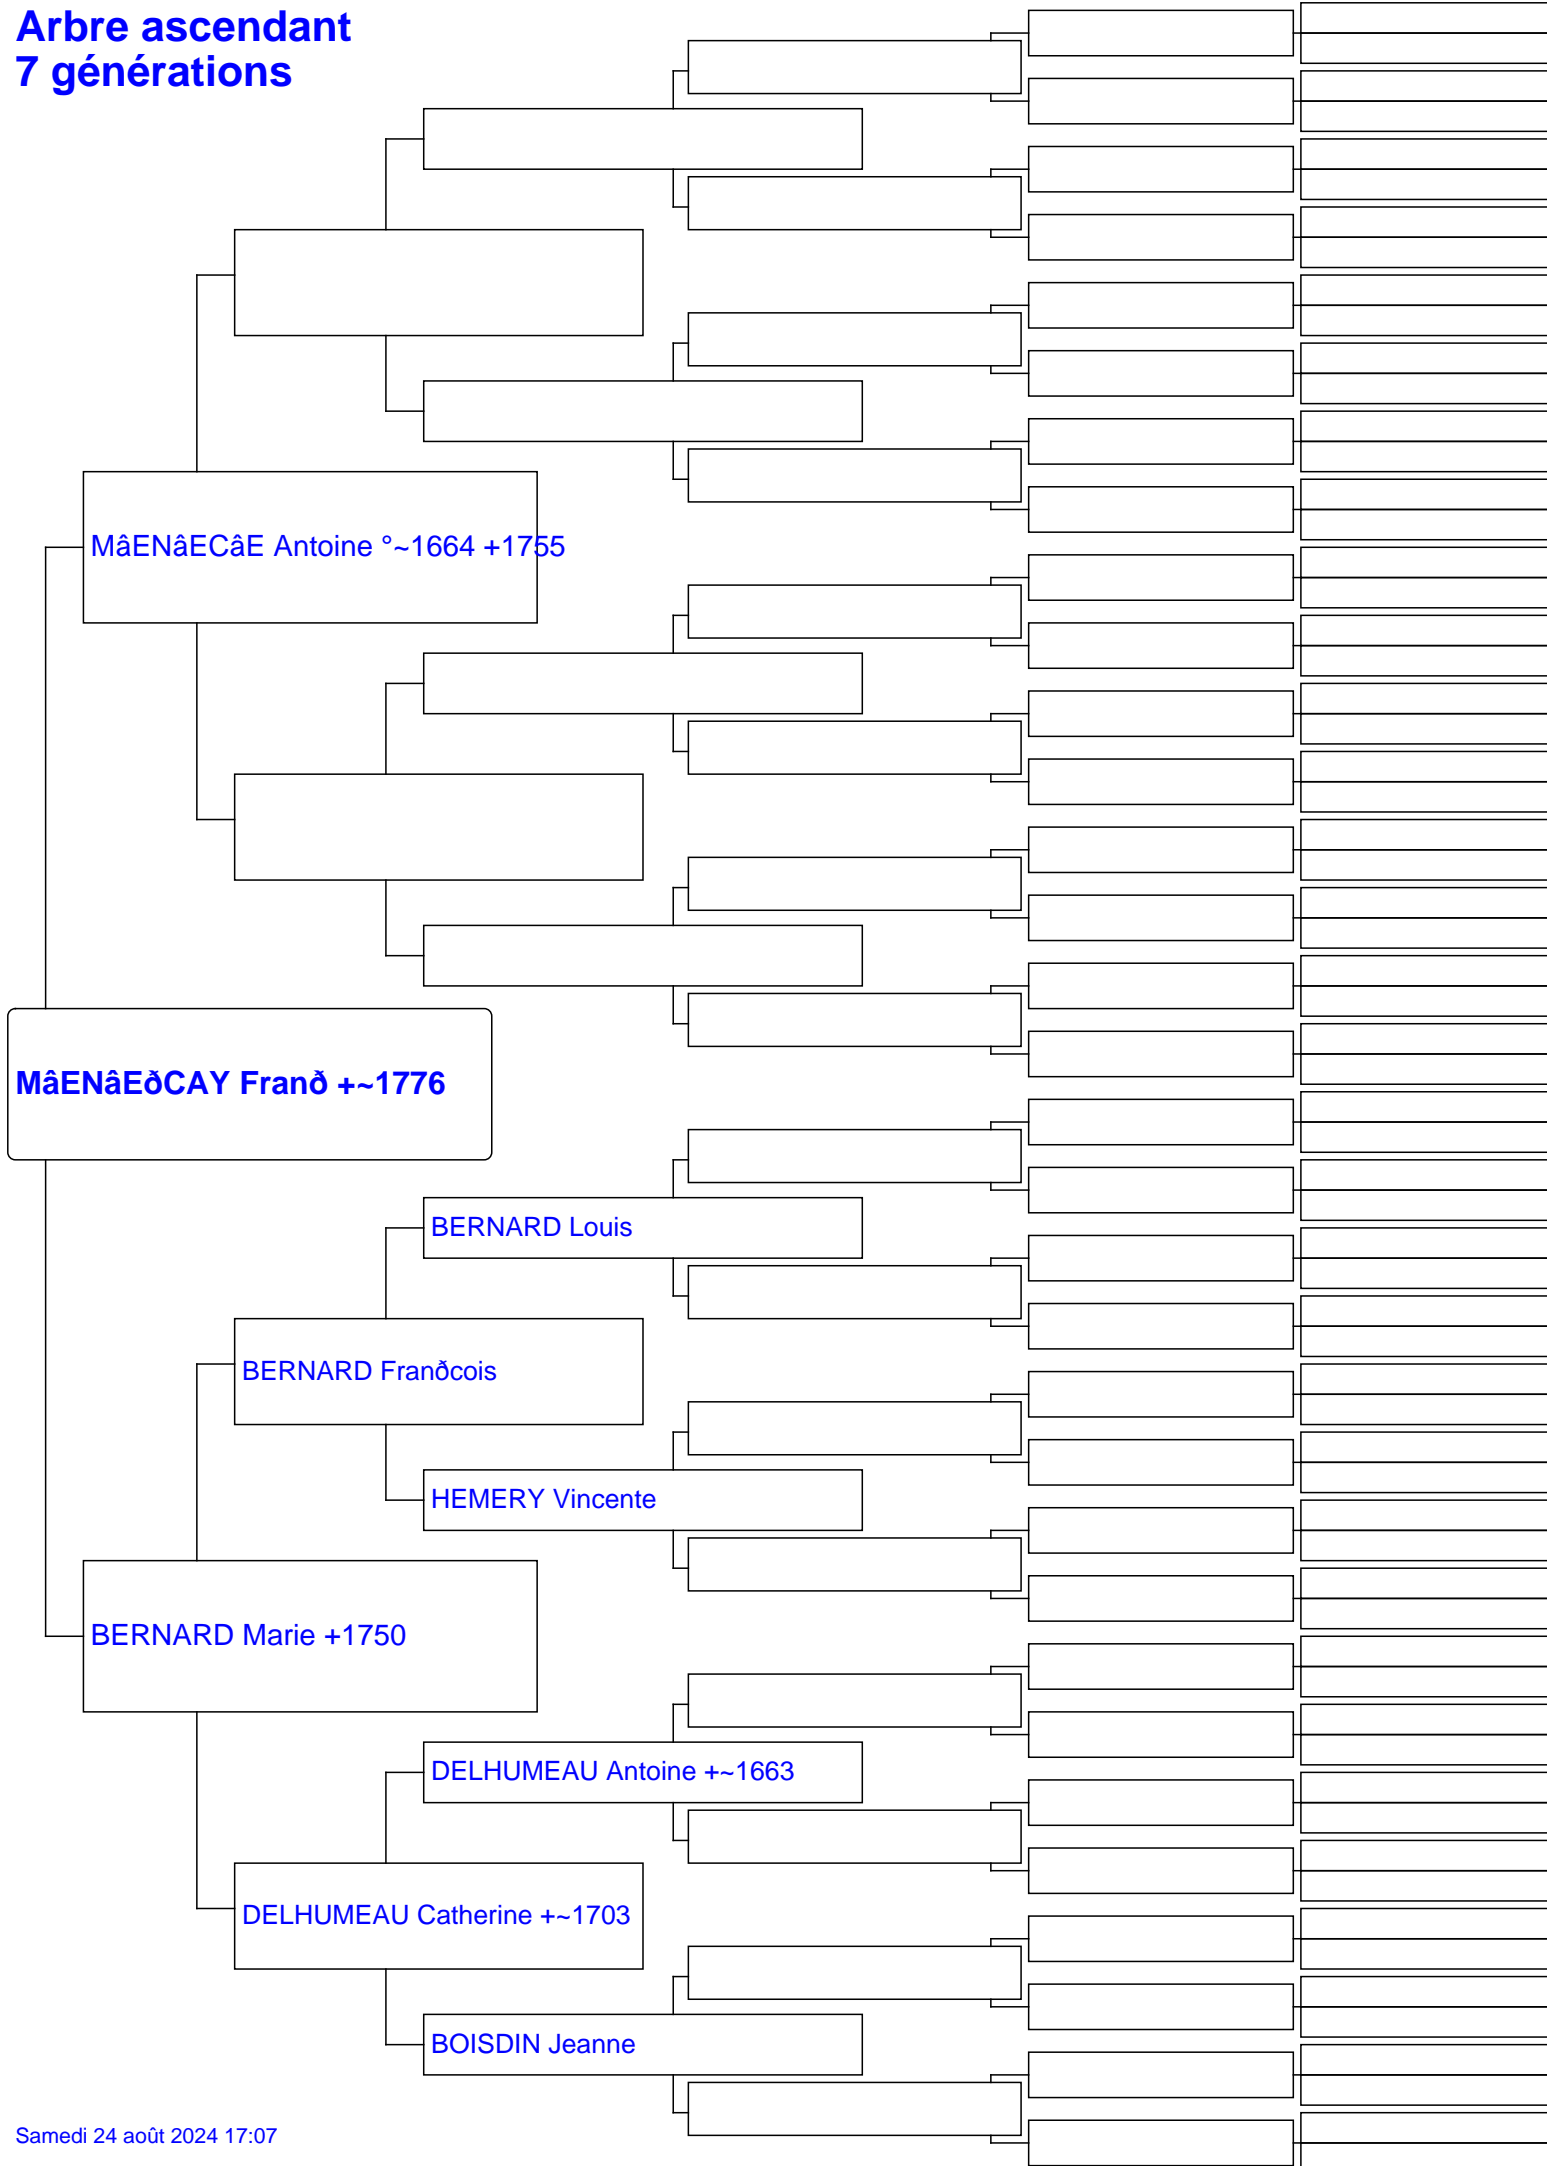 Arbre ascendant
7 générations
MâENâECâE Antoine °~1664 +1755
MâENâEðCAY Franð +~1776
BERNARD Louis
BERNARD Franðcois
HEMERY Vincente
BERNARD Marie +1750
DELHUMEAU Antoine +~1663
DELHUMEAU Catherine +~1703
BOISDIN Jeanne
Samedi 24 août 2024 17:07